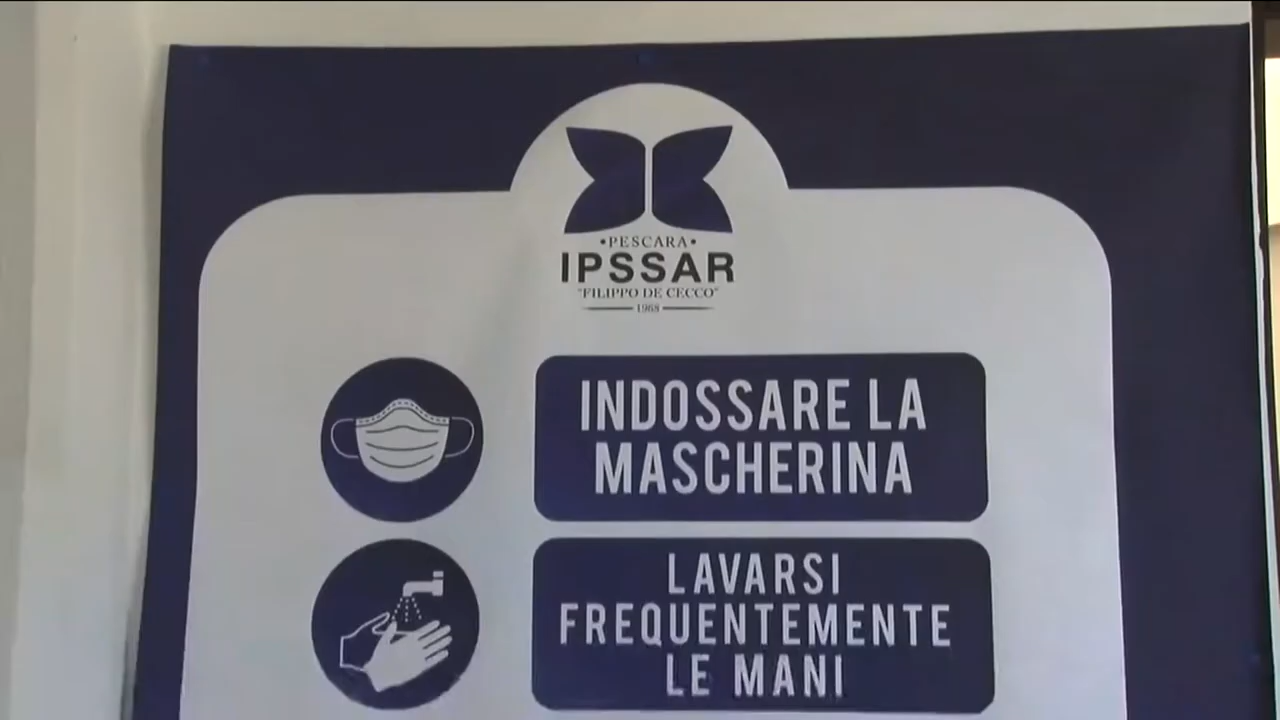 •PESCARA•
IPSSAR
"FILIPPO DE CECCO"
1968
INDOSSARE LA
MASCHERINA
LAVARSI
FREQUENTEMENTE
LE MANI